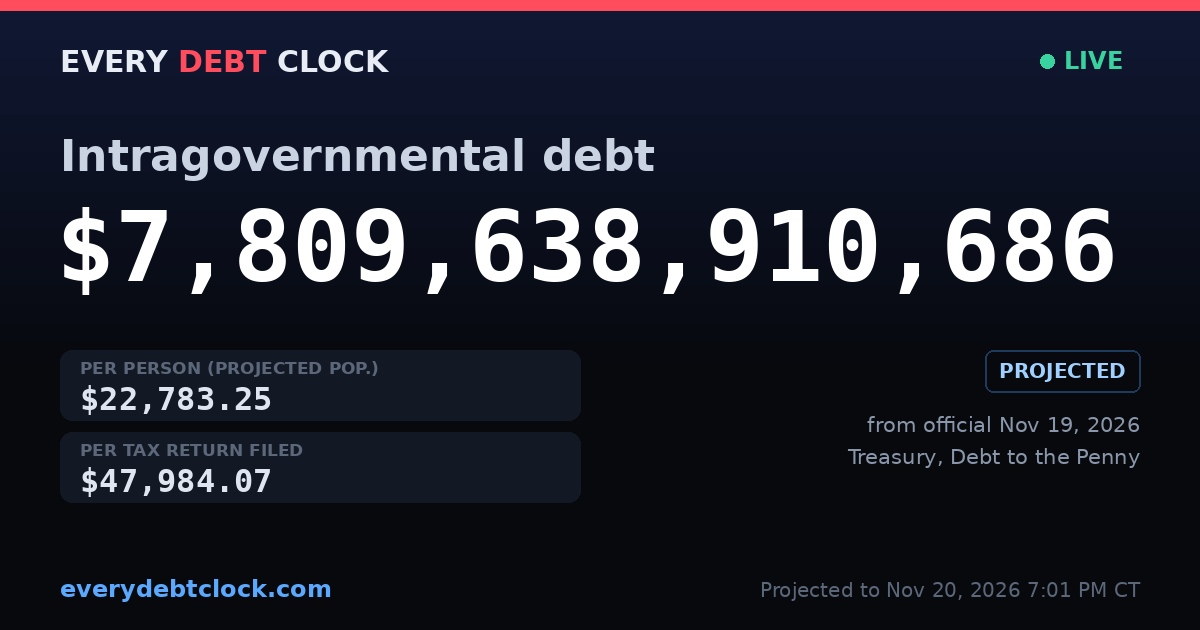 EVERY DEBT CLOCK
LIVE
Intragovernmental debt
$7,809,638,910,686
PER PERSON (PROJECTED POP.)
$22,783.25
PER TAX RETURN FILED
$47,984.07
PROJECTED
from official Nov 19, 2026
Treasury, Debt to the Penny
everydebtclock.com
Projected to Nov 20, 2026 7:01 PM CT